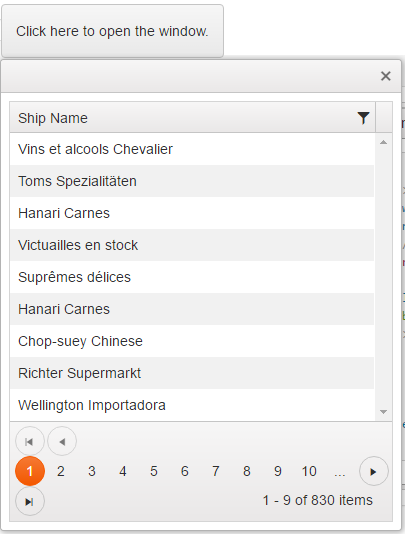 Click here to open the window.
Ship Name
Vins et alcools Chevalier
Toms Spezialitäten
Hanari Carnes
Victuailles en stock
Suprêmes délices
Hanari Carnes
Chop-suey Chinese
Richter Supermarkt
Wellington Importadora
1 2 3 4 5 6 7 8 9 10 ...
1 - 9 of 830 items